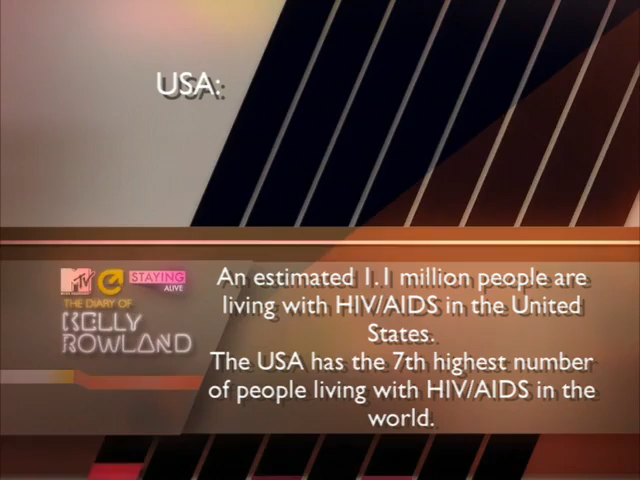 USA:
MTV
STAYING
ALIVE
THE DIARY OF
KELLY
ROWLAND
An estimated 1.1 million people are
living with HIV/AIDS in the United
States.
The USA has the 7th highest number
of people living with HIV/AIDS in the
world.